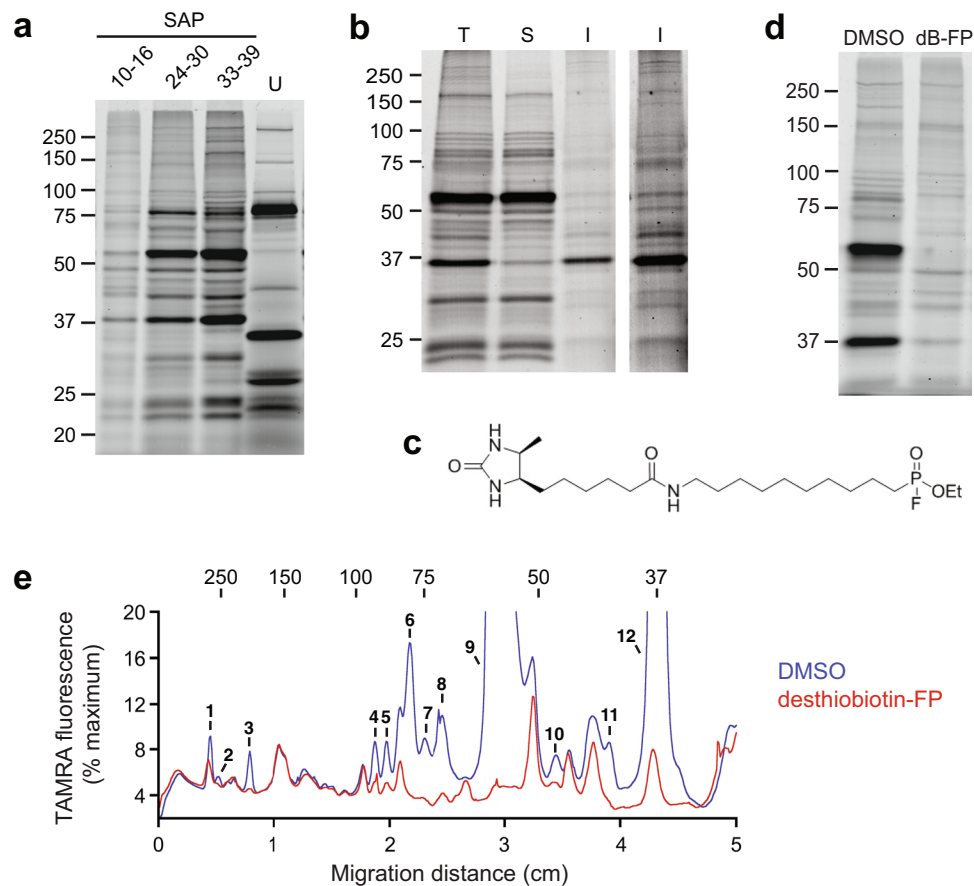 a
SAP
10-16
24-30
33-39
U
250
150
100
75
50
37
25
20
b
T S I I
250
150
100
75
50
37
25
c
H
N
O
N
H
O
N
H
O
P
OEt
F
d
DMSO dB-FP
250
150
100
75
50
37
e
250 150 100 75 50 37
TAMRA fluorescence
(% maximum)
20
16
12
8
4
1
2
3
4
5
6
7
8
9
10
11
12
DMSO
desthiobiotin-FP
0 1 2 3 4 5
Migration distance (cm)